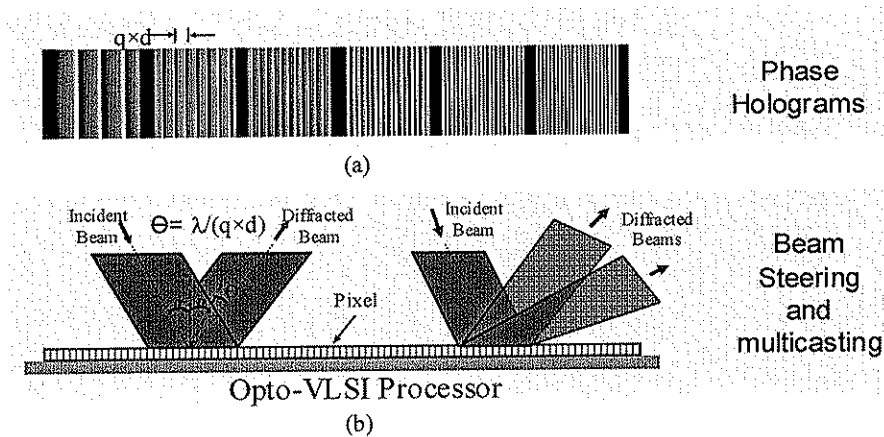 q×d
Phase
Holograms
(a)
Incident
Beam
Θ= λ/(q×d)
Diffracted
Beam
Incident
Beam
Diffracted
Beams
Pixel
Beam
Steering
and
multicasting
Opto-VLSI Processor
(b)